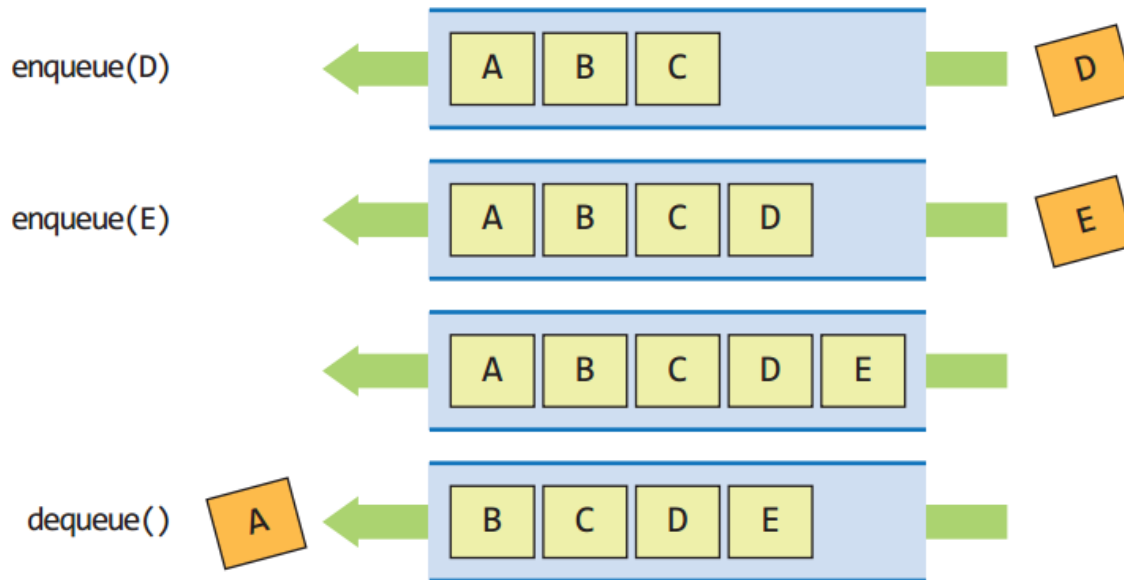 enqueue(D) A B C D
enqueue(E) A B C D E
A B C D E
dequeue() A B C D E